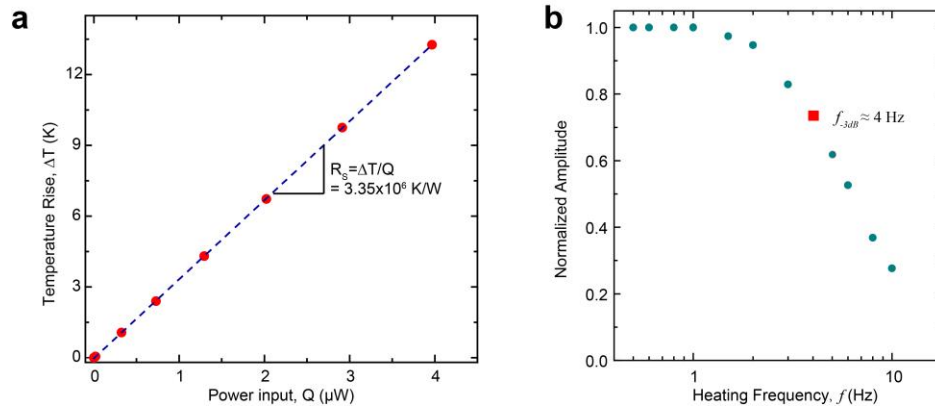 a
Temperature Rise, ΔT (K)
12
9
6
3
0
R_S=ΔT/Q
= 3.35x10⁶ K/W
0 1 2 3 4
Power input, Q (µW)
b
Normalized Amplitude
1.0
0.8
0.6
0.4
0.2
0.0
f_-3dB ≈ 4 Hz
1 10
Heating Frequency, f (Hz)